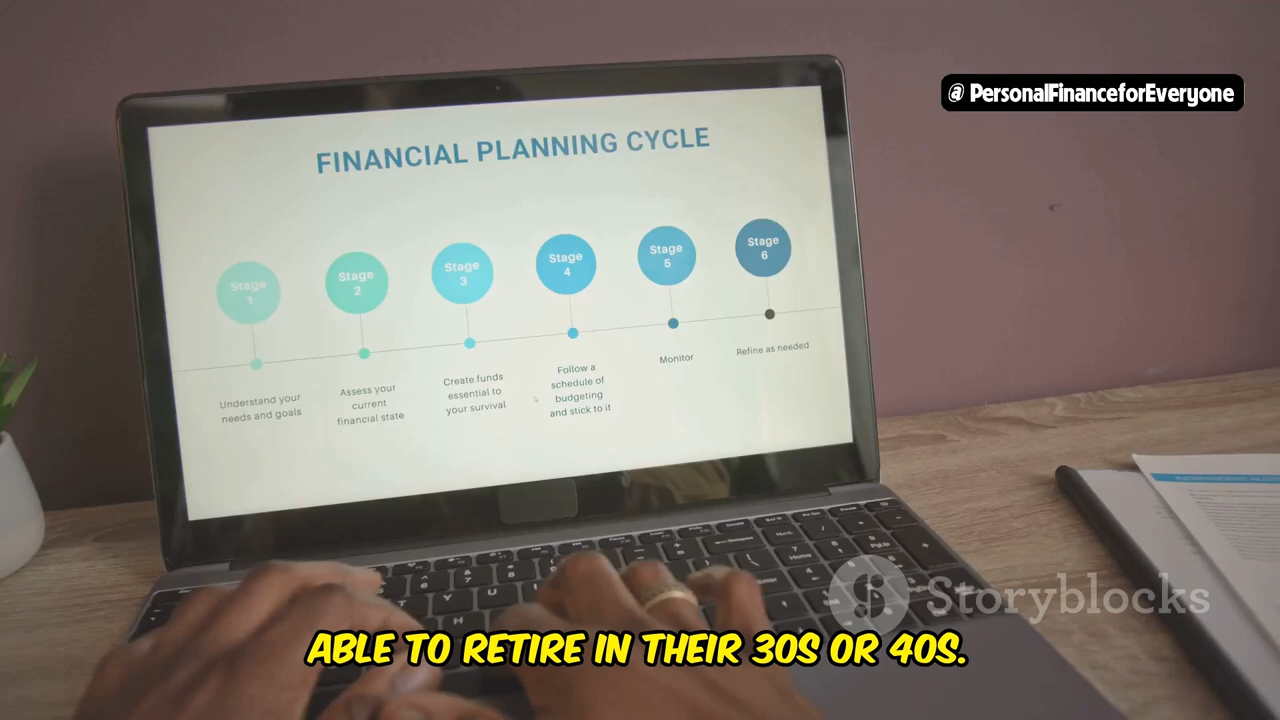 @ PersonalFinanceforEveryone
FINANCIAL PLANNING CYCLE
Stage
1
Stage
2
Stage
3
Stage
4
Stage
5
Stage
6
Understand your
needs and goals
Assess your
current
financial state
Create funds
essential to
your survival
Follow a
schedule of
budgeting
and stick to it
Monitor
Refine as needed
Storyblocks
ABLE TO RETIRE IN THEIR 30S OR 40S.